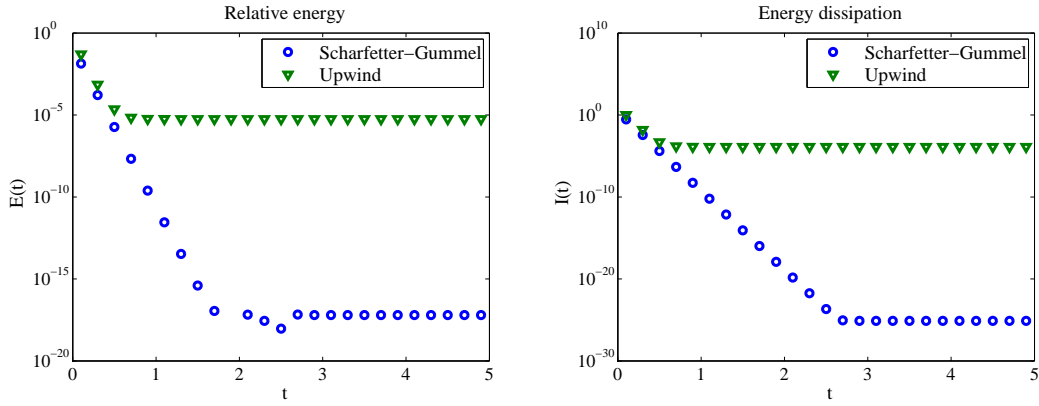 Relative energy
10^0
10^-5
10^-10
10^-15
10^-20
E(t)
0 1 2 3 4 5
t
Scharfetter−Gummel
Upwind
Energy dissipation
10^10
10^0
10^-10
10^-20
10^-30
I(t)
0 1 2 3 4 5
t
Scharfetter−Gummel
Upwind